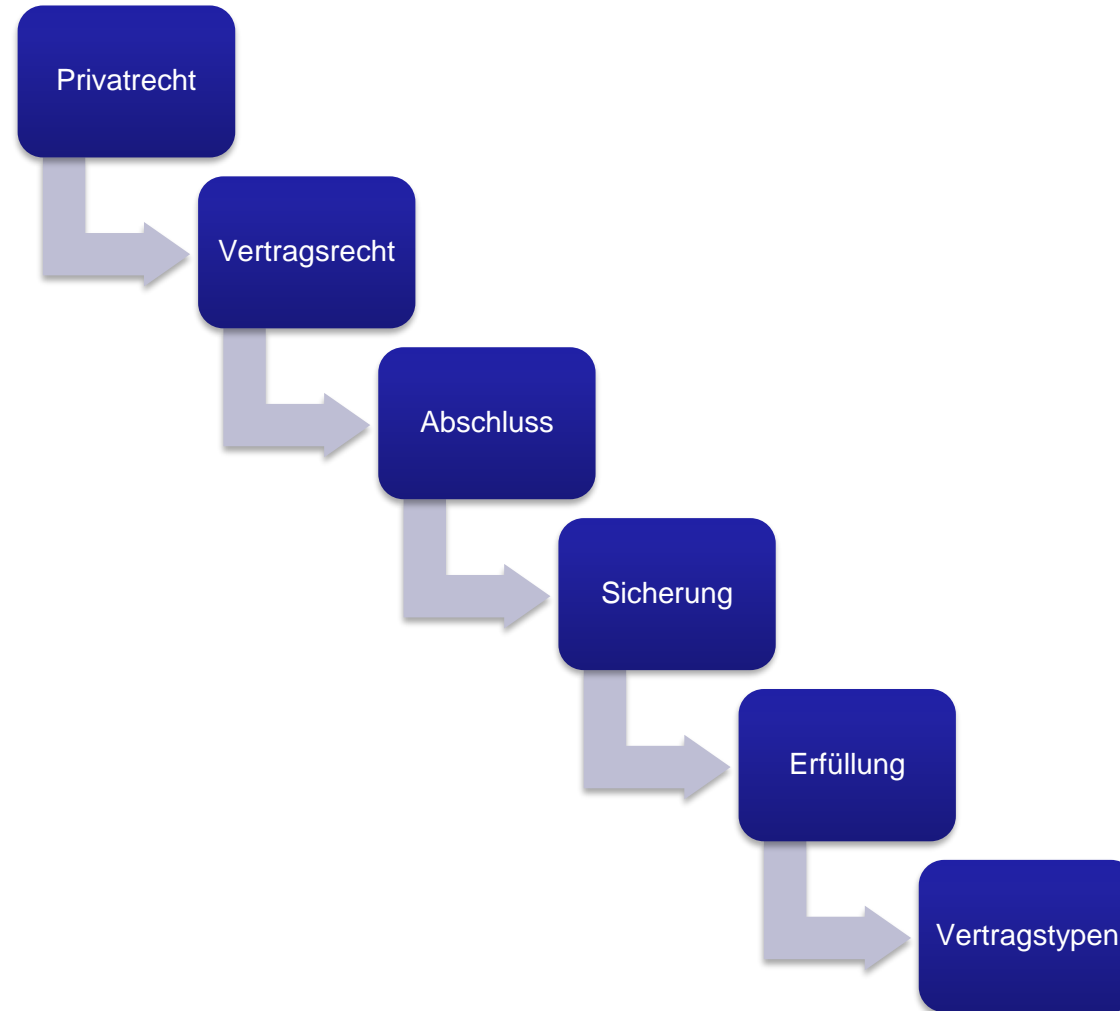 Privatrecht
Vertragsrecht
Abschluss
Sicherung
Erfüllung
Vertragstypen